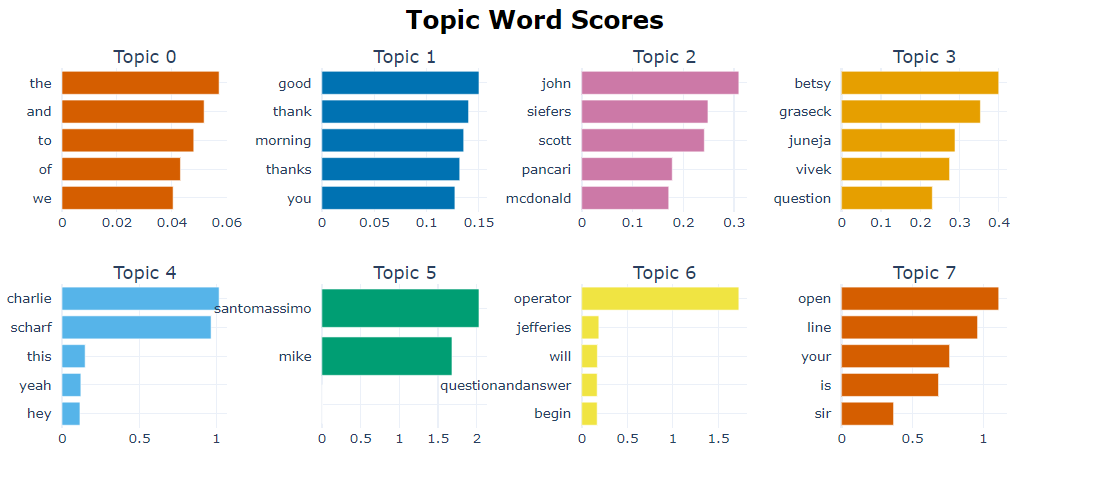 Topic Word Scores
Topic 0
the
and
to
of
we
0 0.02 0.04 0.06
Topic 1
good
thank
morning
thanks
you
0 0.05 0.1 0.15
Topic 2
john
siefers
scott
pancari
mcdonald
0 0.1 0.2 0.3
Topic 3
betsy
graseck
juneja
vivek
question
0 0.1 0.2 0.3 0.4
Topic 4
charlie
scharf
this
yeah
hey
0 0.5 1
Topic 5
santomassimo
mike
0 0.5 1 1.5 2
Topic 6
operator
jefferies
will
questionandanswer
begin
0 0.5 1 1.5
Topic 7
open
line
your
is
sir
0 0.5 1